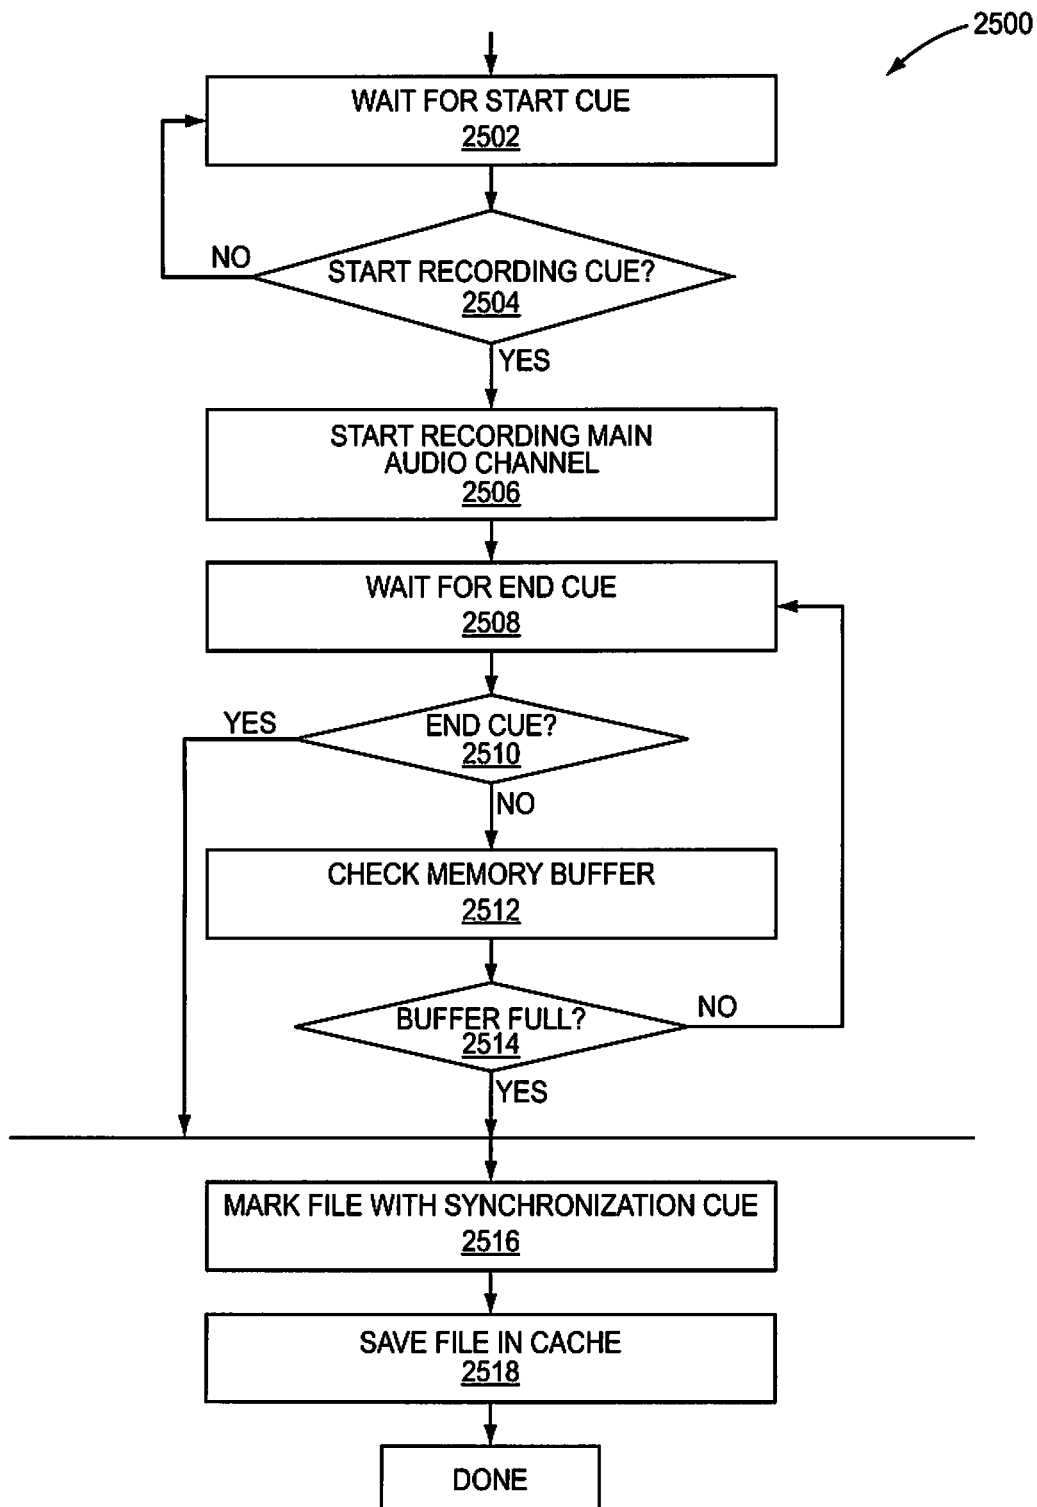 2500
WAIT FOR START CUE
2502
NO
START RECORDING CUE?
2504
YES
START RECORDING MAIN
AUDIO CHANNEL
2506
WAIT FOR END CUE
2508
YES
END CUE?
2510
NO
CHECK MEMORY BUFFER
2512
BUFFER FULL?
2514
NO
YES
MARK FILE WITH SYNCHRONIZATION CUE
2516
SAVE FILE IN CACHE
2518
DONE